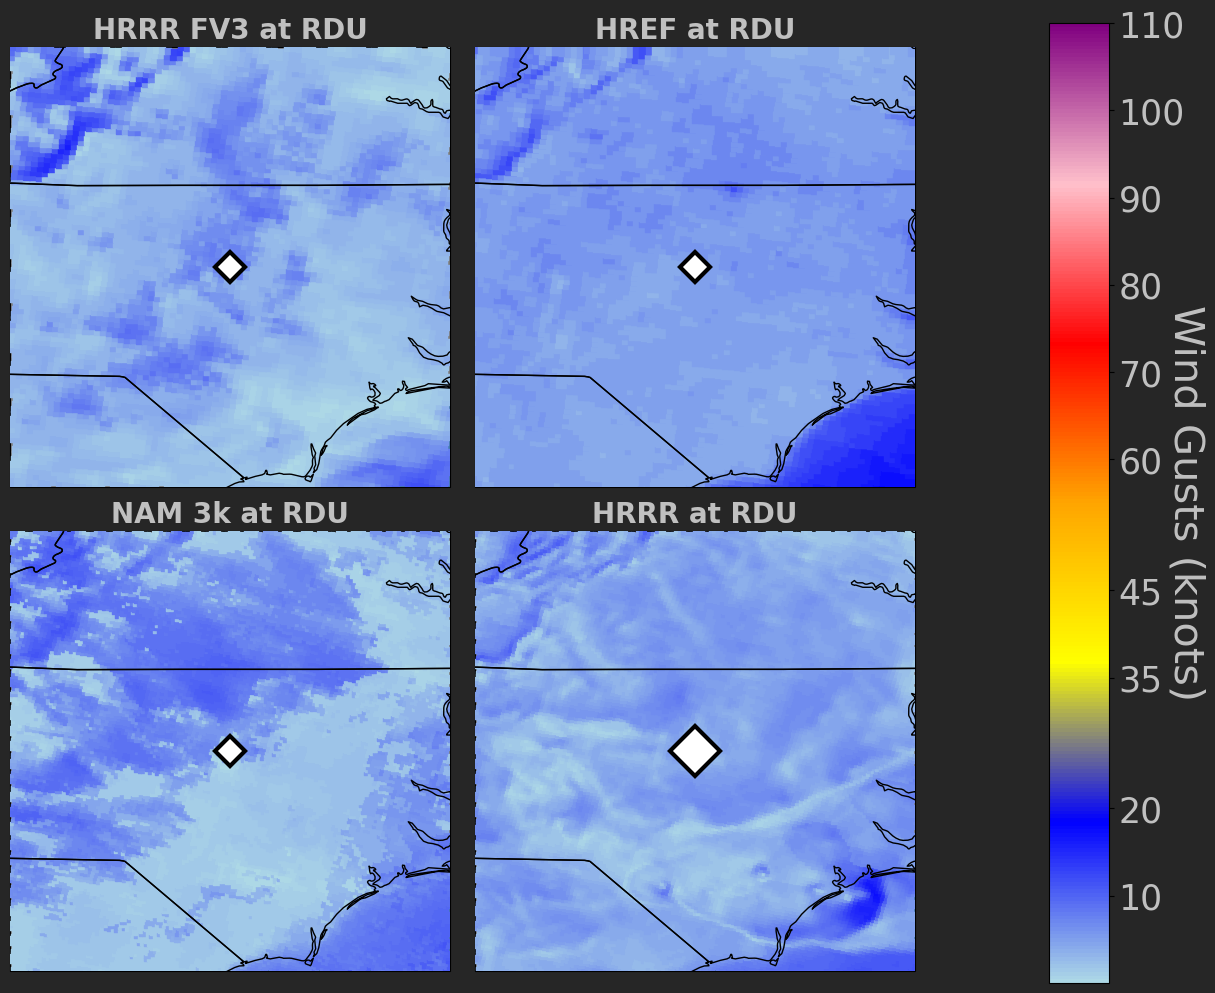 HRRR FV3 at RDU
HREF at RDU
NAM 3k at RDU
HRRR at RDU
110
100
90
80
70
60
45
35
20
10
Wind Gusts (knots)